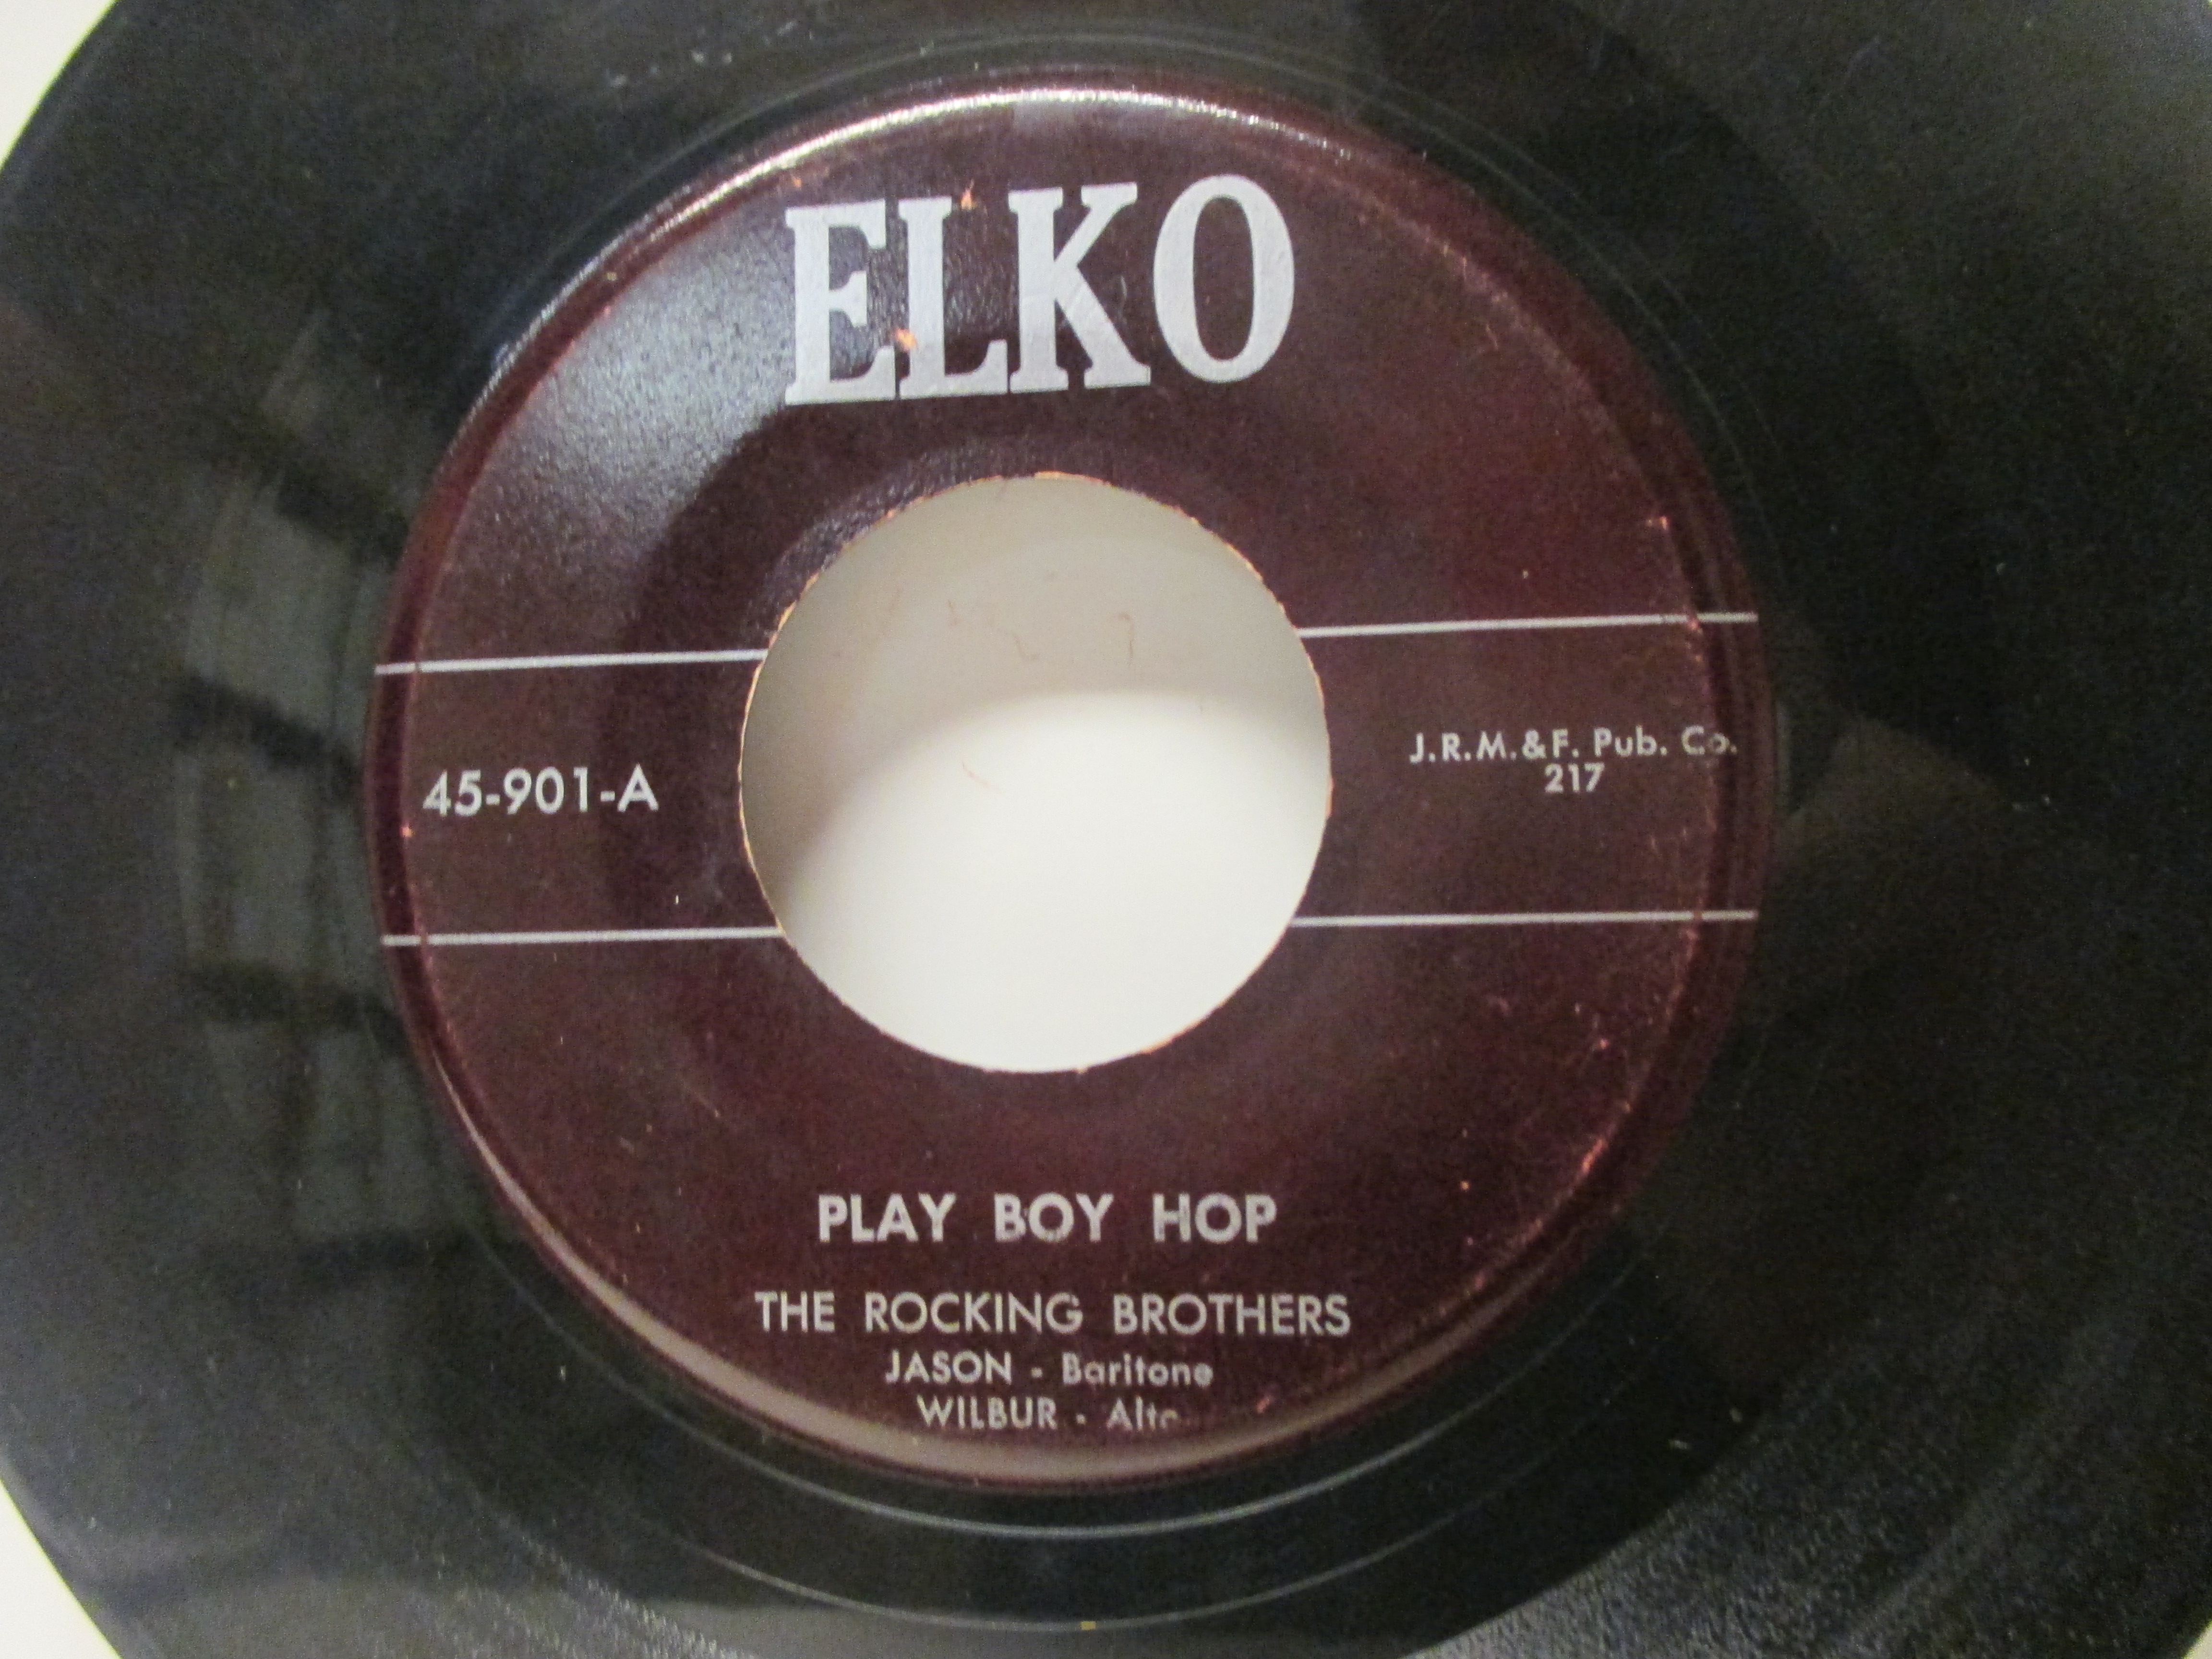 ELKO
45-901-A
J.R.M.&F. Pub. Co.
217
PLAY BOY HOP
THE ROCKING BROTHERS
JASON - Baritone
WILBUR - Alto